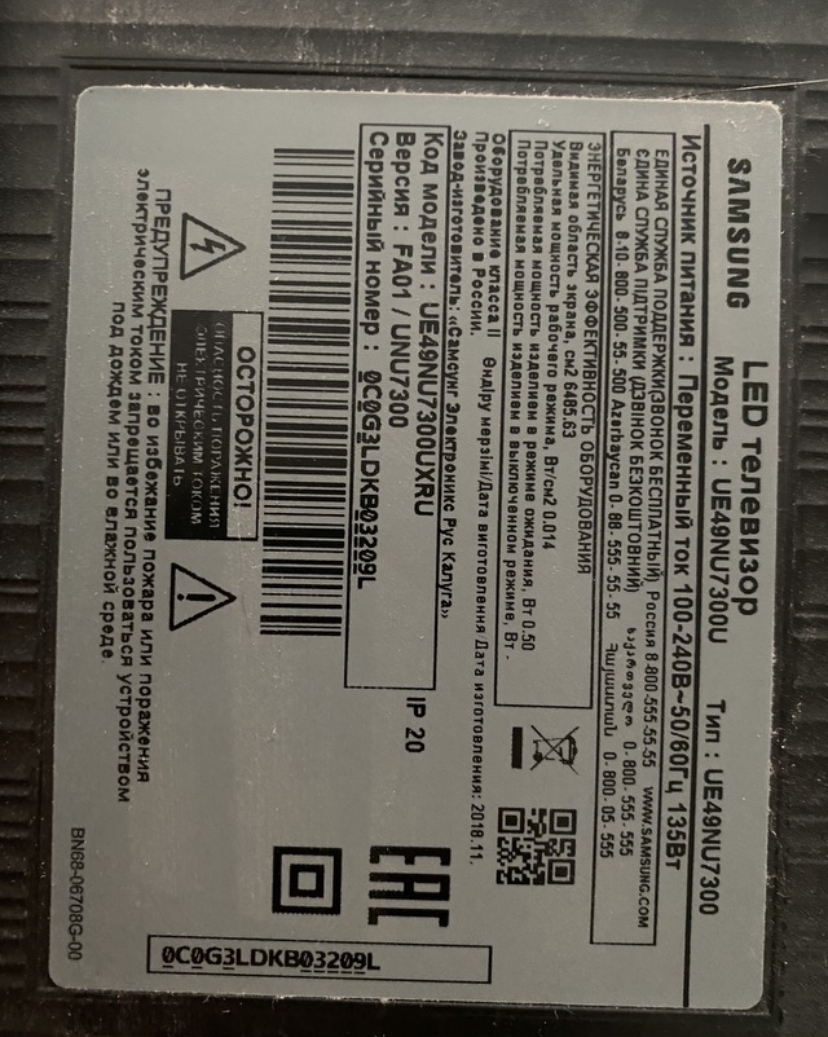 SAMSUNG
LED телевизор
Модель : UE49NU7300U Тип : UE49NU7300
Источник питания : Переменный ток 100-240В~50/60Гц 135Вт
ЕДИНАЯ СЛУЖБА ПОДДЕРЖКИ(ЗВОНОК БЕСПЛАТНЫЙ) Россия 8-800-555-55-55 WWW.SAMSUNG.COM
ЄДИНА СЛУЖБА ПІДТРИМКИ (ДЗВІНОК БЕЗКОШТОВНИЙ) საქართველო 0-800-555-555
Беларусь 8-10-800-500-55-500 Azərbaycan 0-88-555-55-55 Հայաստան 0-800-05-555
ЭНЕРГЕТИЧЕСКАЯ ЭФФЕКТИВНОСТЬ ОБОРУДОВАНИЯ
Видимая область экрана, см2 6485.63
Удельная мощность рабочего режима, Вт/см2 0.014
Потребляемая мощность изделием в режиме ожидания, Вт 0.50
Потребляемая мощность изделием в выключенном режиме, Вт -
Оборудование класса II Өндіру мерзімі/Дата виготовлення/Дата изготовления: 2018.11.
Произведено в России.
Завод-изготовитель: «Самсунг Электроникс Рус Калуга»
Код модели : UE49NU7300UXRU
Версия : FA01 / UNU7300
Серийный номер : 0C0G3LDKB03209L
IP 20
EAC
ОСТОРОЖНО!
ОПАСНОСТЬ ПОРАЖЕНИЯ
ЭЛЕКТРИЧЕСКИМ ТОКОМ
НЕ ОТКРЫВАТЬ
ПРЕДУПРЕЖДЕНИЕ : во избежание пожара или поражения
электрическим током запрещается пользоваться устройством
под дождем или во влажной среде.
0C0G3LDKB03209L
BN68-06708G-00